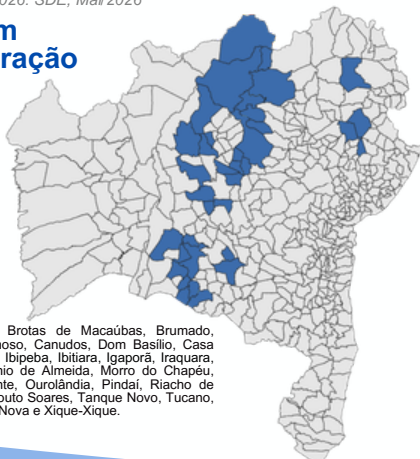 2026. SDE, Mai/2026
m
ração
Brotas de Macaúbas, Brumado,
oso, Canudos, Dom Basílio, Casa
Ibipeba, Ibitiara, Igaporã, Iraquara,
nio de Almeida, Morro do Chapéu,
nte, Ourolândia, Pindaí, Riacho de
outo Soares, Tanque Novo, Tucano,
Nova e Xique-Xique.